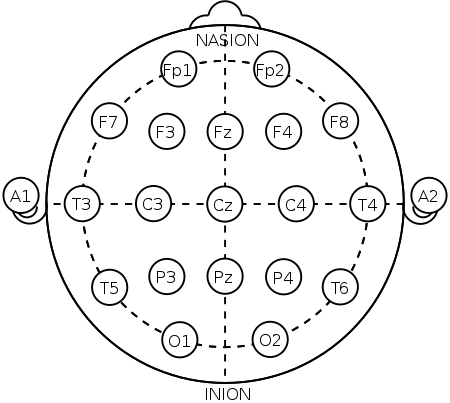 NASION
Fp1 Fp2
F7 F3 Fz F4 F8
A1 T3 C3 Cz C4 T4 A2
T5 P3 Pz P4 T6
O1 O2
INION